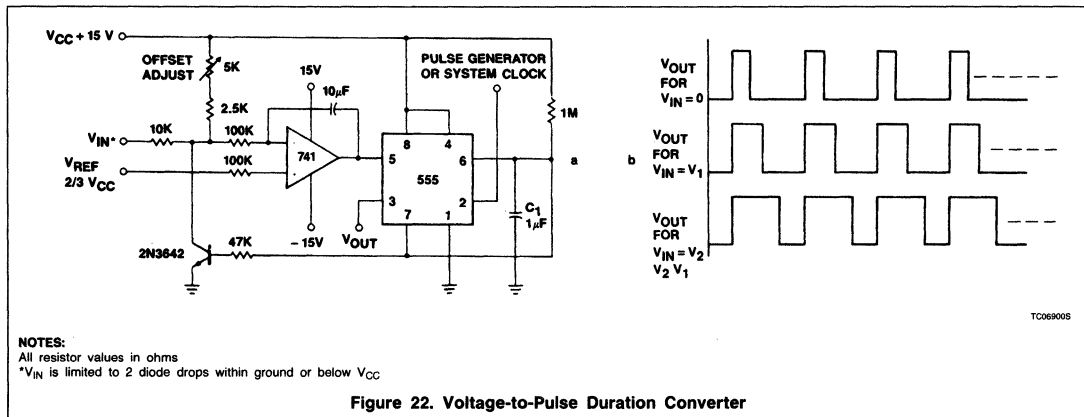 VCC + 15 V
OFFSET
ADJUST
5K
15V
PULSE GENERATOR
OR SYSTEM CLOCK
10μF
2.5K
1M
VIN*
10K
100K
741
VREF
2/3 VCC
100K
- 15V
8
4
5
6
555
3
2
7
1
a
C1
1μF
VOUT
47K
2N3642
b
VOUT
FOR
VIN = 0
VOUT
FOR
VIN = V1
VOUT
FOR
VIN = V2
V2 V1
TC06900S
NOTES:
All resistor values in ohms
*VIN is limited to 2 diode drops within ground or below VCC
Figure 22. Voltage-to-Pulse Duration Converter